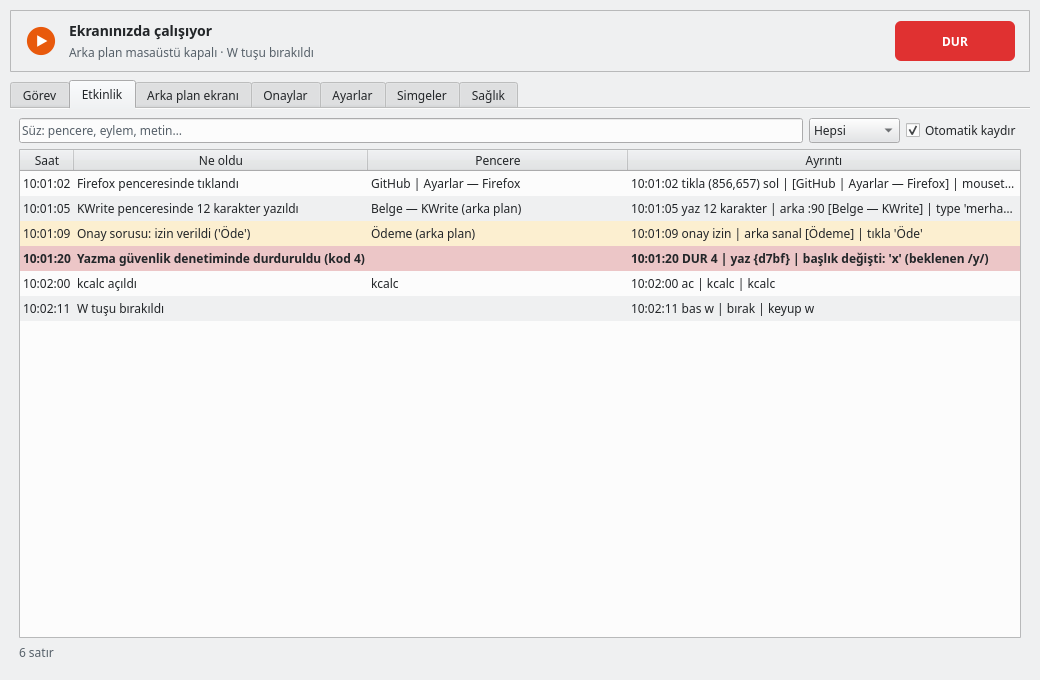 Ekranınızda çalışıyor
Arka plan masaüstü kapalı · W tuşu bırakıldı
DUR
Görev Etkinlik Arka plan ekranı Onaylar Ayarlar Simgeler Sağlık
Süz: pencere, eylem, metin... Hepsi Otomatik kaydır
Saat Ne oldu Pencere Ayrıntı
10:01:02 Firefox penceresinde tıklandı GitHub | Ayarlar — Firefox 10:01:02 tikla (856,657) sol | [GitHub | Ayarlar — Firefox] | mouset...
10:01:05 KWrite penceresinde 12 karakter yazıldı Belge — KWrite (arka plan) 10:01:05 yaz 12 karakter | arka :90 [Belge — KWrite] | type 'merha...
10:01:09 Onay sorusu: izin verildi ('Öde') Ödeme (arka plan) 10:01:09 onay izin | arka sanal [Ödeme] | tıkla 'Öde'
10:01:20 Yazma güvenlik denetiminde durduruldu (kod 4) 10:01:20 DUR 4 | yaz {d7bf} | başlık değişti: 'x' (beklenen /y/)
10:02:00 kcalc açıldı kcalc 10:02:00 ac | kcalc | kcalc
10:02:11 W tuşu bırakıldı 10:02:11 bas w | bırak | keyup w
6 satır